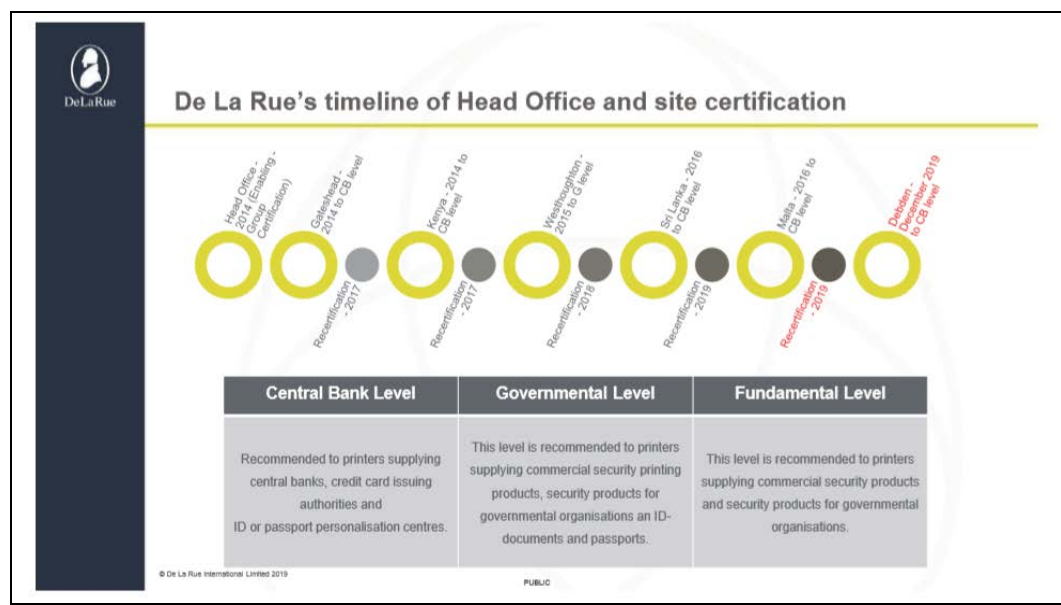 DeLaRue
De La Rue's timeline of Head Office and site certification
Head Office -
2014 (Enabling -
Group
Certification)
Gateshead -
2014 to CB level
Recertification
- 2017
Kenya - 2014 to
CB level
Recertification
- 2017
Westhoughton -
2015 to G level
Recertification
- 2018
Sri Lanka - 2016
to CB level
Recertification
- 2019
Malta - 2016 to
CB level
Recertification
- 2019
Debden -
December 2019
to CB level
Central Bank Level
Recommended to printers supplying
central banks, credit card issuing
authorities and
ID or passport personalisation centres.
Governmental Level
This level is recommended to printers
supplying commercial security printing
products, security products for
governmental organisations an ID-
documents and passports.
Fundamental Level
This level is recommended to printers
supplying commercial security products
and security products for governmental
organisations.
© De La Rue International Limited 2019
PUBLIC